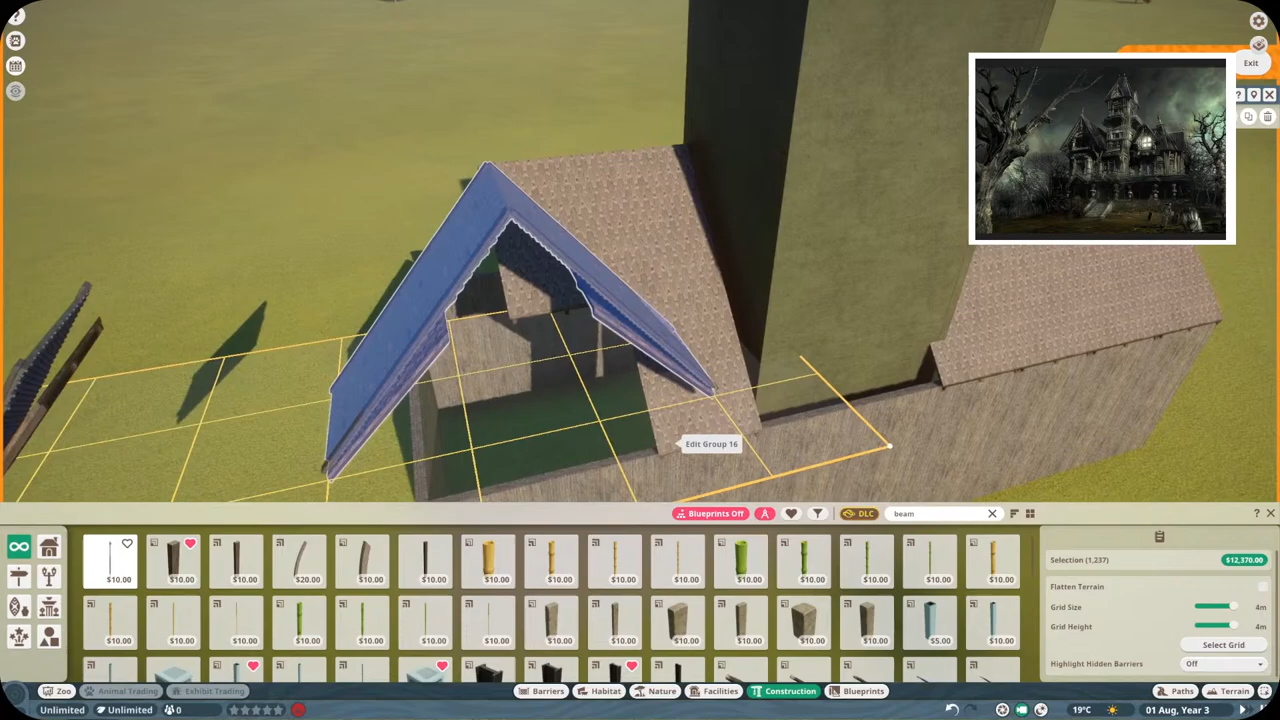 ?
Exit
?
Edit Group 16
Blueprints Off
DLC
beam
?
$10.00 $10.00 $10.00 $20.00 $10.00 $10.00 $10.00 $10.00 $10.00 $10.00 $10.00 $10.00 $10.00 $10.00 $10.00
Selection (1,237)
$12,370.00
Flatten Terrain
Grid Size
4m
$10.00 $10.00 $10.00 $10.00 $10.00 $10.00 $10.00 $10.00 $10.00 $10.00 $10.00 $10.00 $10.00 $5.00 $10.00
Grid Height
4m
Select Grid
Highlight Hidden Barriers
Off
Zoo
Animal Trading
Exhibit Trading
Barriers
Habitat
Nature
Facilities
Construction
Blueprints
Paths
Terrain
Unlimited
Unlimited
0
19°C
01 Aug, Year 3